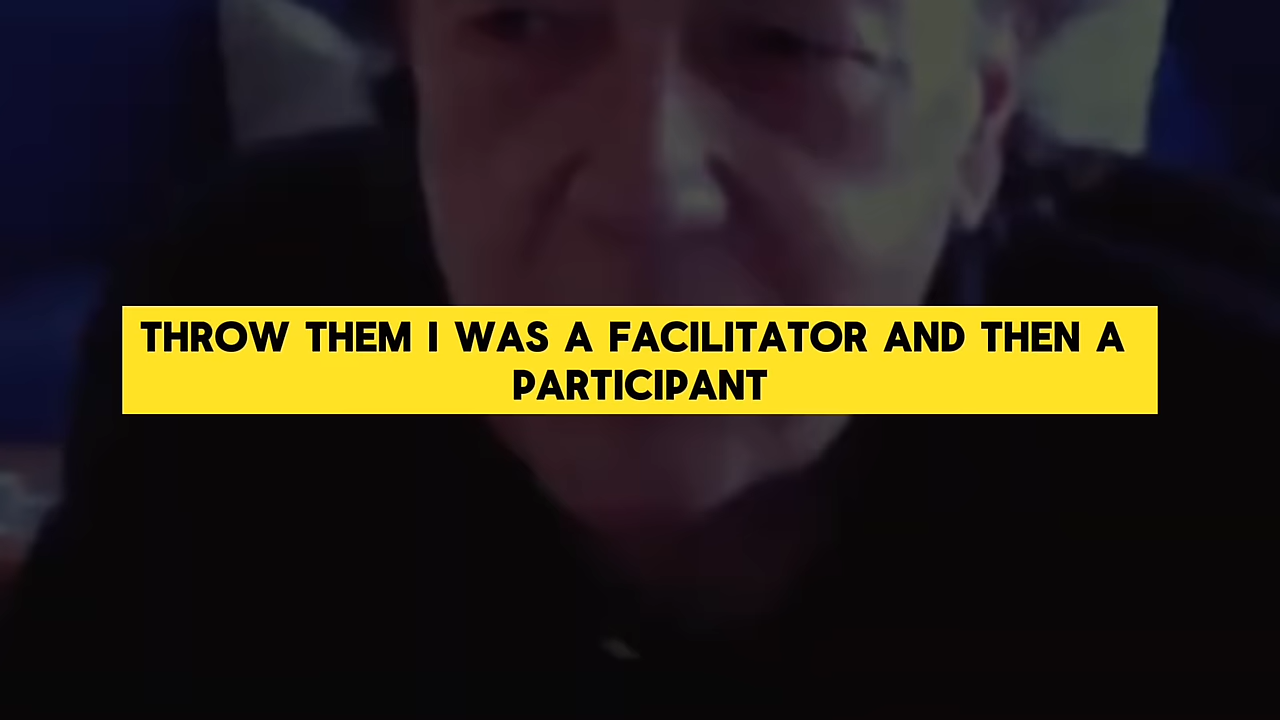 THROW THEM I WAS A FACILITATOR AND THEN A
PARTICIPANT